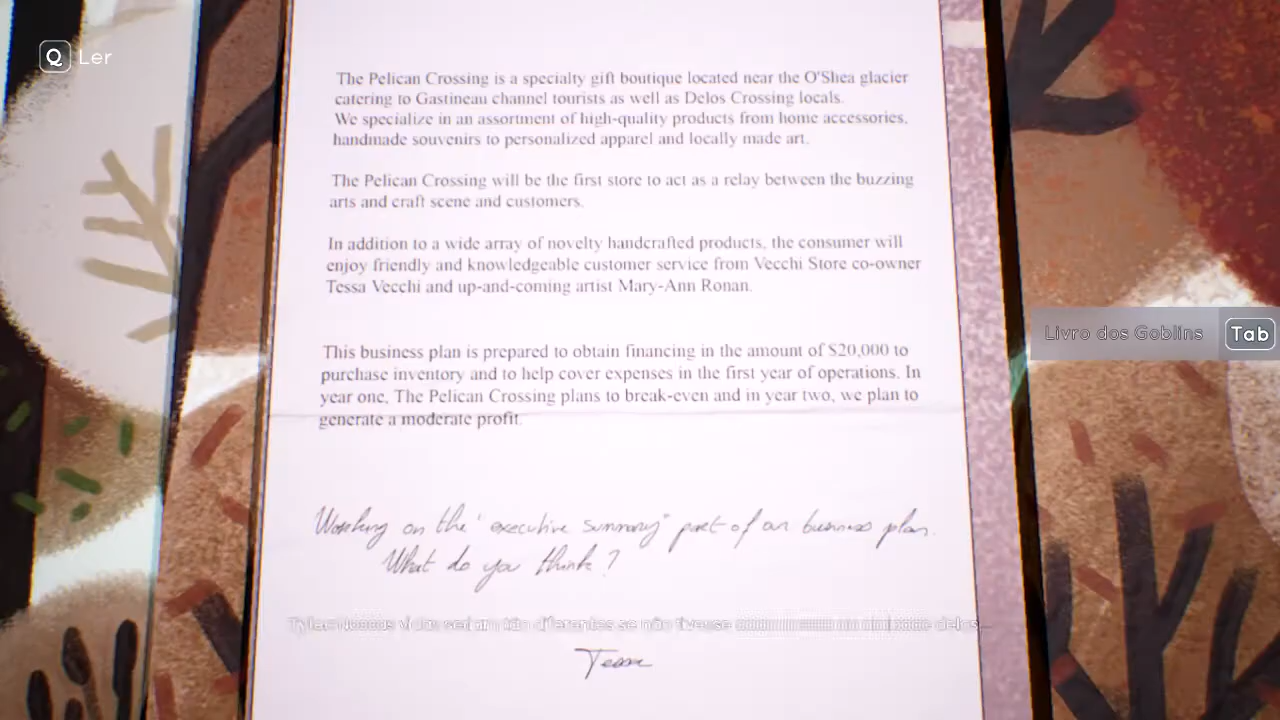 Q Ler
The Pelican Crossing is a specialty gift boutique located near the O'Shea glacier
catering to Gastineau channel tourists as well as Delos Crossing locals.
We specialize in an assortment of high-quality products from home accessories,
handmade souvenirs to personalized apparel and locally made art.
The Pelican Crossing will be the first store to act as a relay between the buzzing
arts and craft scene and customers.
In addition to a wide array of novelty handcrafted products, the consumer will
enjoy friendly and knowledgeable customer service from Vecchi Store co-owner
Tessa Vecchi and up-and-coming artist Mary-Ann Ronan.
Livro dos Goblins Tab
This business plan is prepared to obtain financing in the amount of $20,000 to
purchase inventory and to help cover expenses in the first year of operations. In
year one, The Pelican Crossing plans to break-even and in year two, we plan to
generate a moderate profit.
Working on the "executive summary" part of our business plan.
What do you think?
diferentes se não tivesse
Tessa